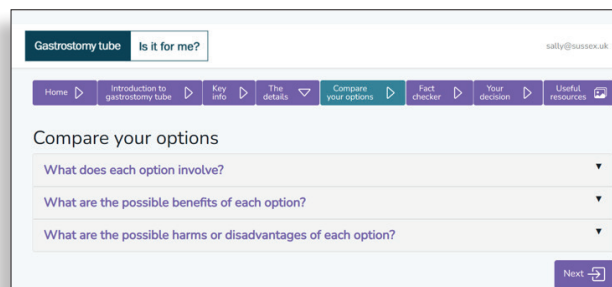 Gastrostomy tube Is it for me?
sally@sussex.uk
Home
Introduction to
gastrostomy tube
Key
info
The
details
Compare
your options
Fact
checker
Your
decision
Useful
resources
Compare your options
What does each option involve?
What are the possible benefits of each option?
What are the possible harms or disadvantages of each option?
Next